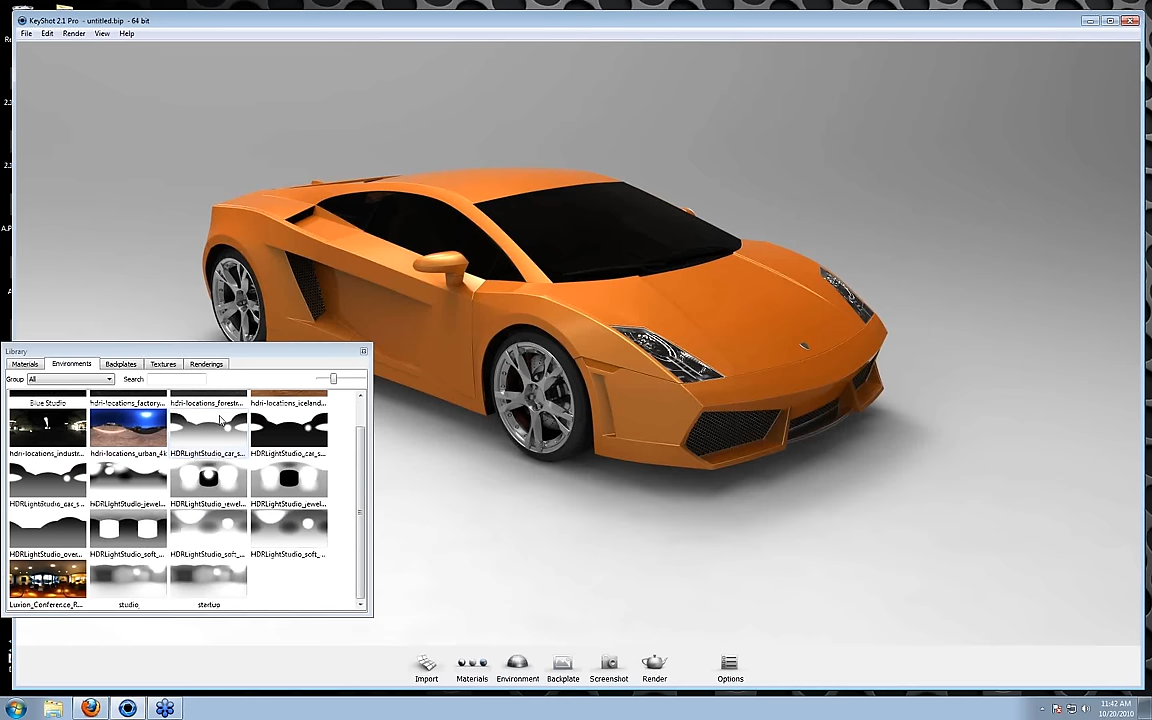 KeyShot 2.1 Pro - untitled.bip - 64 bit
File Edit Render View Help
Library
Materials Environments Backplates Textures Renderings
Group All Search
Blue Studio hdri-locations_factory... hdri-locations_forestr... hdri-locations_iceland...
hdri-locations_industr... hdri-locations_urban_4k HDRLightStudio_car_s... HDRLightStudio_car_s...
HDRLightStudio_car_s... HDRLightStudio_jewel... HDRLightStudio_jewel... HDRLightStudio_jewel...
HDRLightStudio_over... HDRLightStudio_soft_... HDRLightStudio_soft_... HDRLightStudio_soft_...
Luxion_Conference_R... studio startup
Import Materials Environment Backplate Screenshot Render Options
11:42 AM
10/20/2010